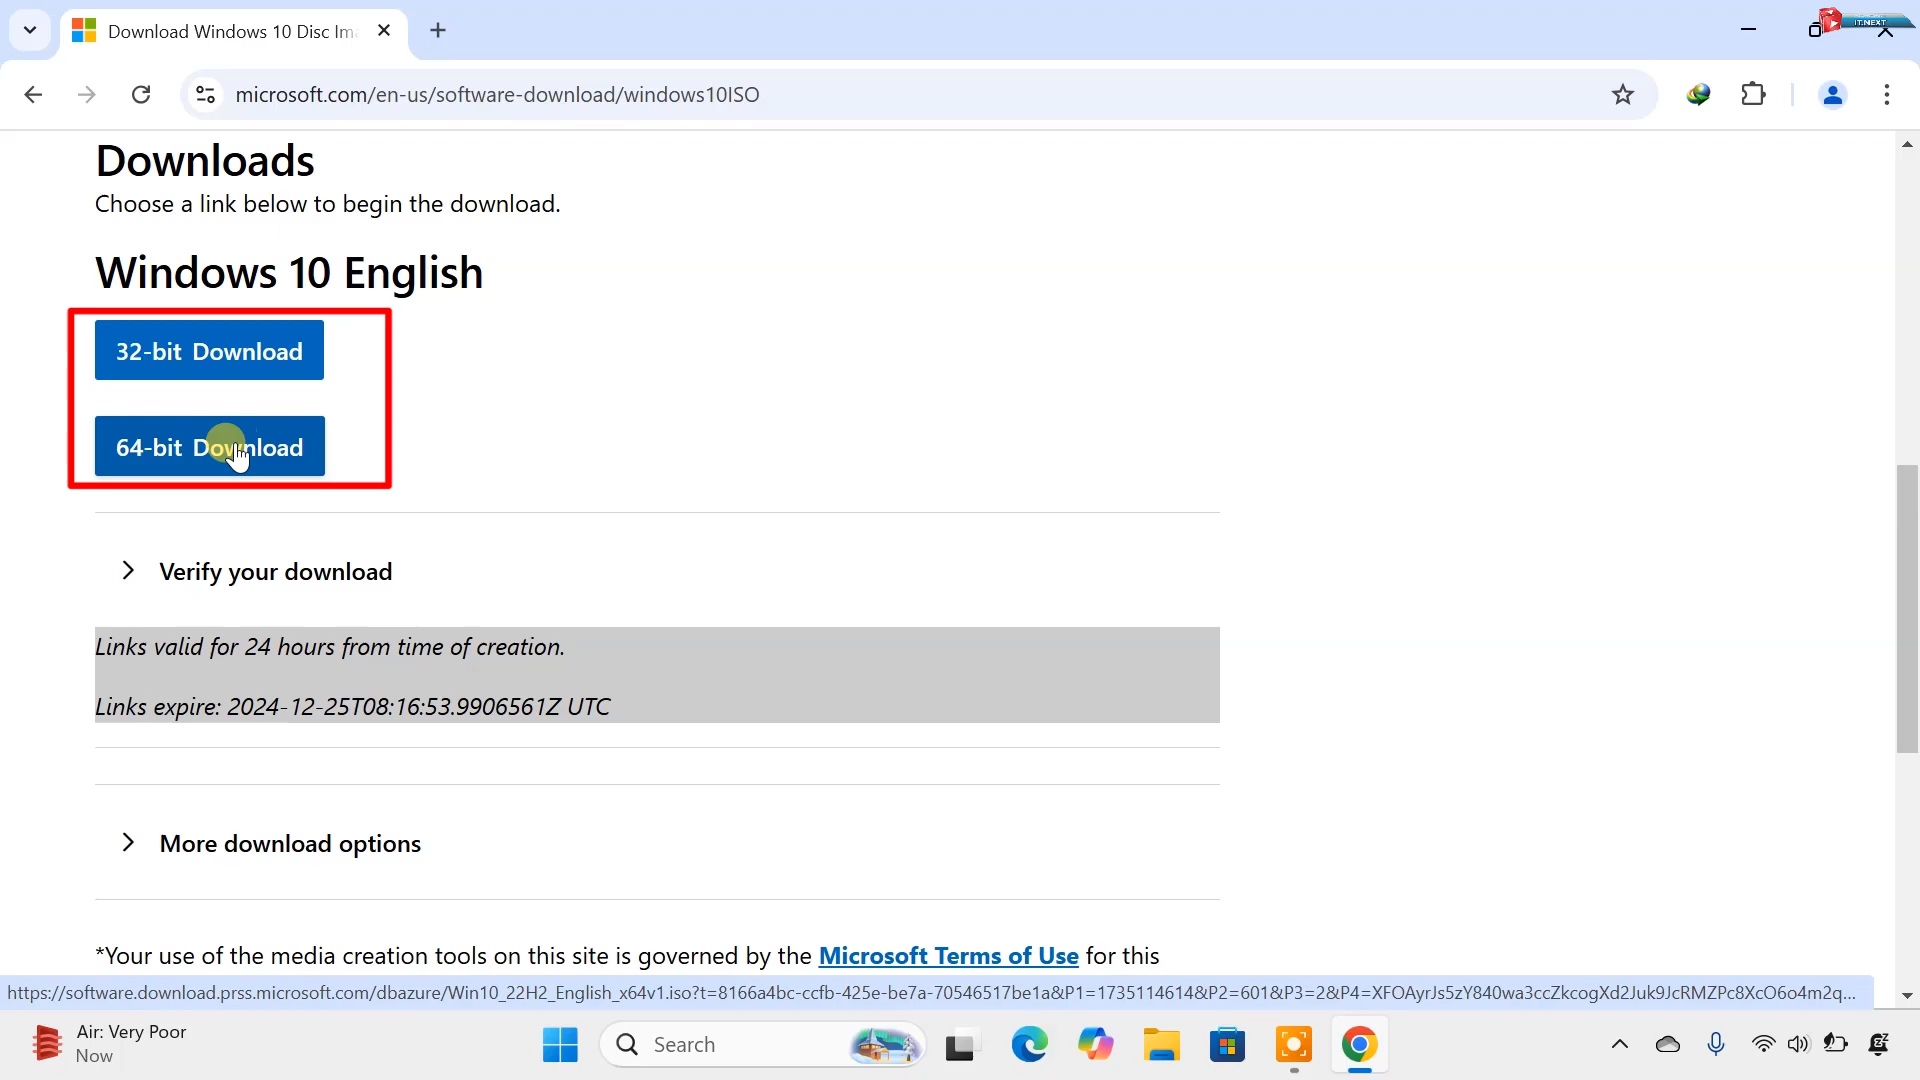 Download Windows 10 Disc Ima
IT.NEXT
microsoft.com/en-us/software-download/windows10ISO
Downloads
Choose a link below to begin the download.
Windows 10 English
32-bit Download
64-bit Download
Verify your download
Links valid for 24 hours from time of creation.
Links expire: 2024-12-25T08:16:53.9906561Z UTC
More download options
*Your use of the media creation tools on this site is governed by the Microsoft Terms of Use for this
https://software.download.prss.microsoft.com/dbazure/Win10_22H2_English_x64v1.iso?t=8166a4bc-ccfb-425e-be7a-70546517be1a&P1=1735114614&P2=601&P3=2&P4=XFOAyrJs5zY840wa3ccZkcogXd2Juk9JcRMZPc8XcO6o4m2q...
Air: Very Poor
Now
Search